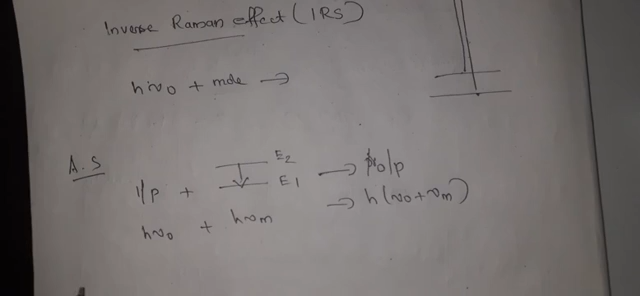 Inverse Raman effect (IRS)
hν0 + mole →
A.S
E2
I/p + E1 → o/p
hν0 + hνm → h(ν0+νm)